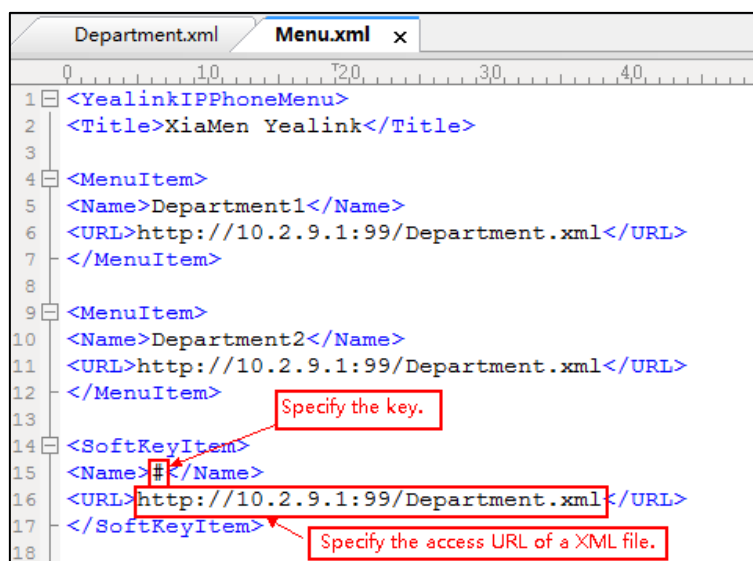 Department.xml Menu.xml x
0 10 20 30 40
1 <YealinkIPPhoneMenu>
2 <Title>XiaMen Yealink</Title>
3
4 <MenuItem>
5 <Name>Department1</Name>
6 <URL>http://10.2.9.1:99/Department.xml</URL>
7 </MenuItem>
8
9 <MenuItem>
10 <Name>Department2</Name>
11 <URL>http://10.2.9.1:99/Department.xml</URL>
12 </MenuItem>
Specify the key.
13
14 <SoftKeyItem>
15 <Name>#</Name>
16 <URL>http://10.2.9.1:99/Department.xml</URL>
17 </SoftKeyItem>
Specify the access URL of a XML file.
18